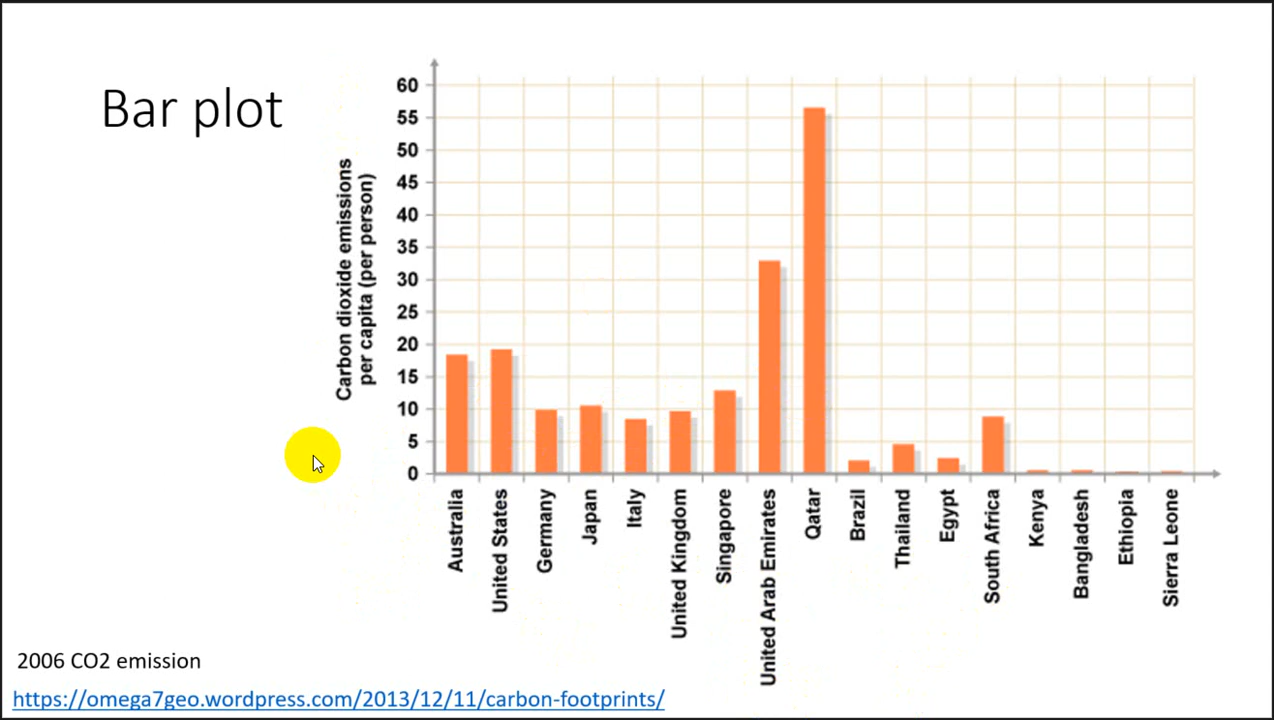 Bar plot
Carbon dioxide emissions
per capita (per person)
60
55
50
45
40
35
30
25
20
15
10
5
0
Australia
United States
Germany
Japan
Italy
United Kingdom
Singapore
United Arab Emirates
Qatar
Brazil
Thailand
Egypt
South Africa
Kenya
Bangladesh
Ethiopia
Sierra Leone
2006 CO2 emission
https://omega7geo.wordpress.com/2013/12/11/carbon-footprints/